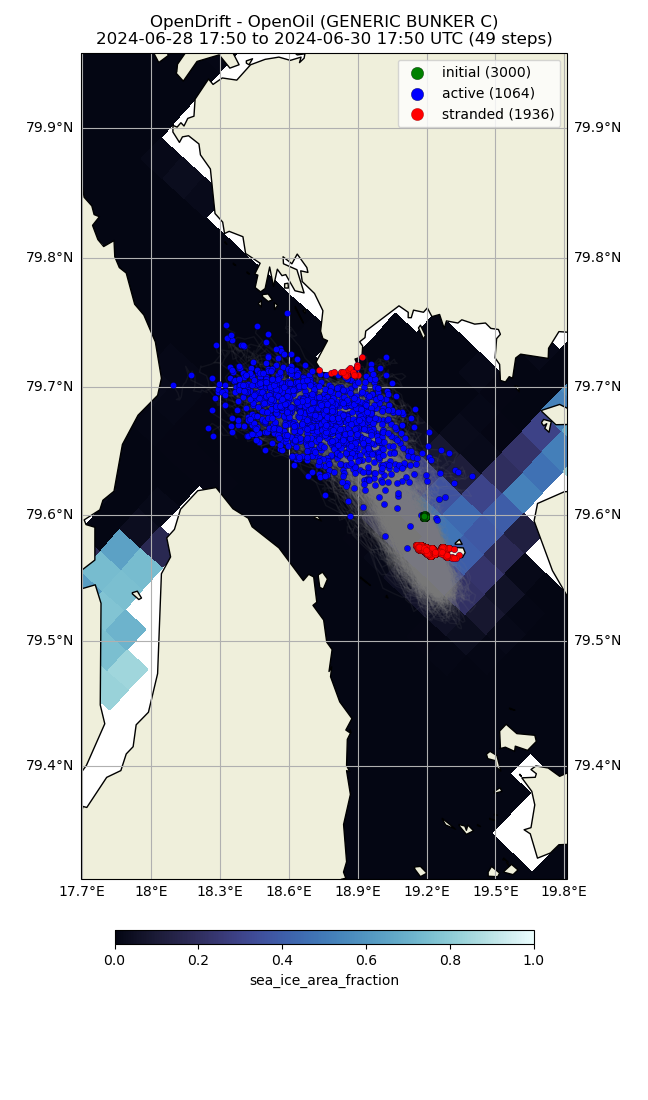 OpenDrift - OpenOil (GENERIC BUNKER C)
2024-06-28 17:50 to 2024-06-30 17:50 UTC (49 steps)
initial (3000)
active (1064)
stranded (1936)
79.9°N 79.9°N
79.8°N 79.8°N
79.7°N 79.7°N
79.6°N 79.6°N
79.5°N 79.5°N
79.4°N 79.4°N
17.7°E 18°E 18.3°E 18.6°E 18.9°E 19.2°E 19.5°E 19.8°E
0.0 0.2 0.4 0.6 0.8 1.0
sea_ice_area_fraction